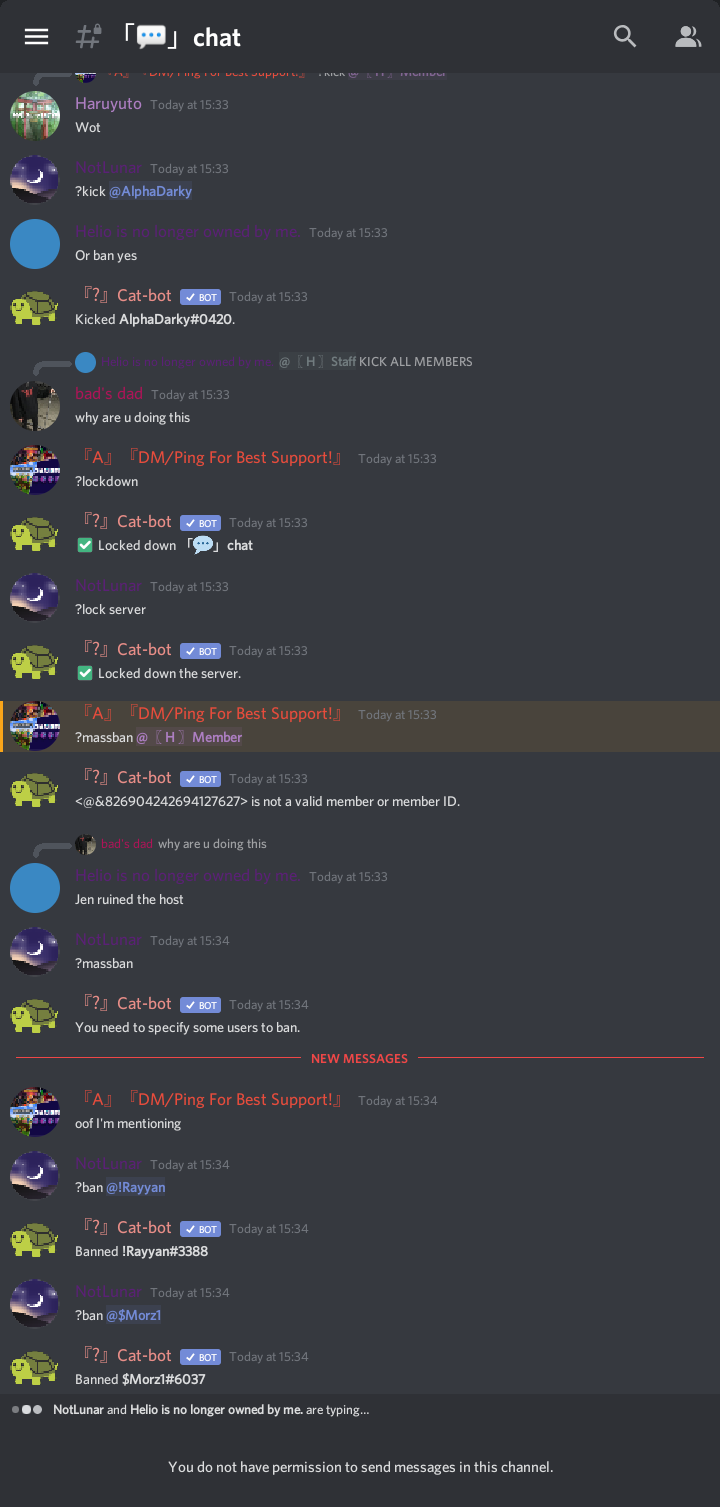 「💬」 chat
『A』『DM/Ping For Best Support!』 ?kick @〖H〗Member
Haruyuto Today at 15:33
Wot
NotLunar Today at 15:33
?kick @AlphaDarky
Helio is no longer owned by me. Today at 15:33
Or ban yes
『?』Cat-bot ✓ BOT Today at 15:33
Kicked AlphaDarky#0420.
Helio is no longer owned by me. @〖H〗Staff KICK ALL MEMBERS
bad's dad Today at 15:33
why are u doing this
『A』『DM/Ping For Best Support!』 Today at 15:33
?lockdown
『?』Cat-bot ✓ BOT Today at 15:33
✅ Locked down 「💬」chat
NotLunar Today at 15:33
?lock server
『?』Cat-bot ✓ BOT Today at 15:33
✅ Locked down the server.
『A』『DM/Ping For Best Support!』 Today at 15:33
?massban @〖H〗Member
『?』Cat-bot ✓ BOT Today at 15:33
<@&826904242694127627> is not a valid member or member ID.
bad's dad why are u doing this
Helio is no longer owned by me. Today at 15:33
Jen ruined the host
NotLunar Today at 15:34
?massban
『?』Cat-bot ✓ BOT Today at 15:34
You need to specify some users to ban.
NEW MESSAGES
『A』『DM/Ping For Best Support!』 Today at 15:34
oof I'm mentioning
NotLunar Today at 15:34
?ban @!Rayyan
『?』Cat-bot ✓ BOT Today at 15:34
Banned !Rayyan#3388
NotLunar Today at 15:34
?ban @$Morz1
『?』Cat-bot ✓ BOT Today at 15:34
Banned $Morz1#6037
NotLunar and Helio is no longer owned by me. are typing...
You do not have permission to send messages in this channel.